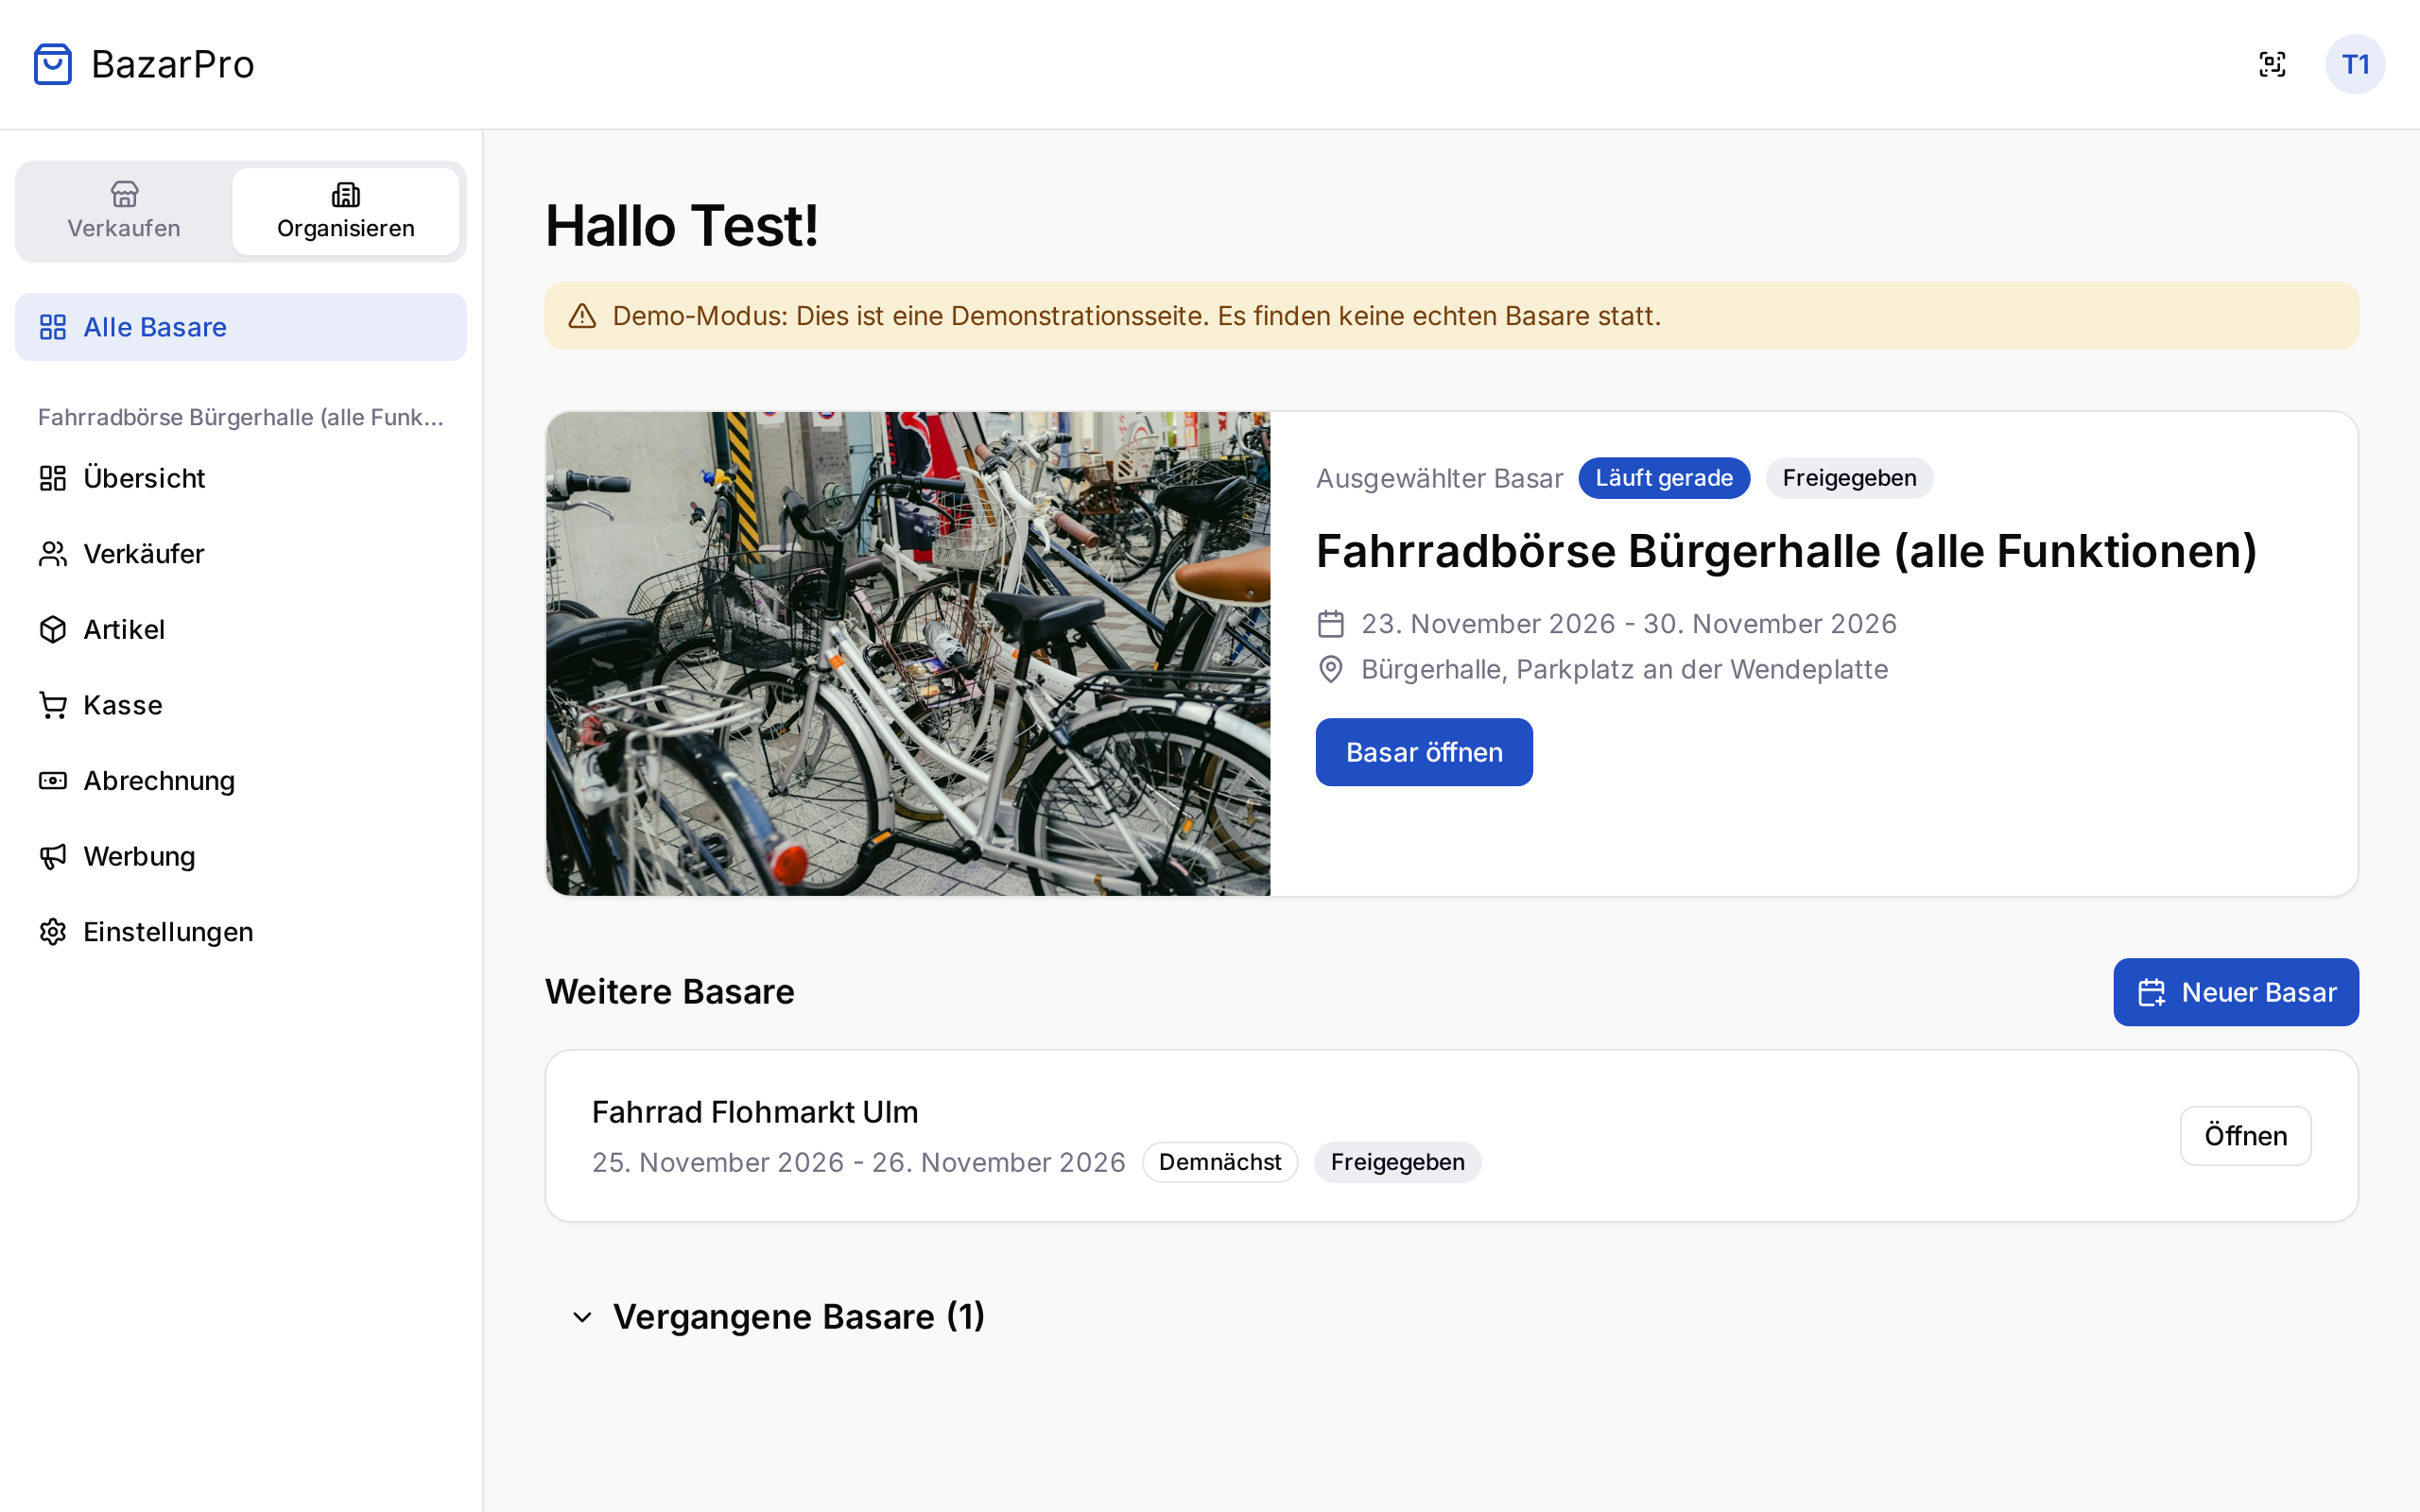 BazarPro
T1
Verkaufen
Organisieren
Alle Basare
Fahrradbörse Bürgerhalle (alle Funk...
Übersicht
Verkäufer
Artikel
Kasse
Abrechnung
Werbung
Einstellungen
Hallo Test!
Demo-Modus: Dies ist eine Demonstrationsseite. Es finden keine echten Basare statt.
Ausgewählter Basar Läuft gerade Freigegeben
Fahrradbörse Bürgerhalle (alle Funktionen)
23. November 2026 - 30. November 2026
Bürgerhalle, Parkplatz an der Wendeplatte
Basar öffnen
Weitere Basare
Neuer Basar
Fahrrad Flohmarkt Ulm
25. November 2026 - 26. November 2026 Demnächst Freigegeben
Öffnen
Vergangene Basare (1)